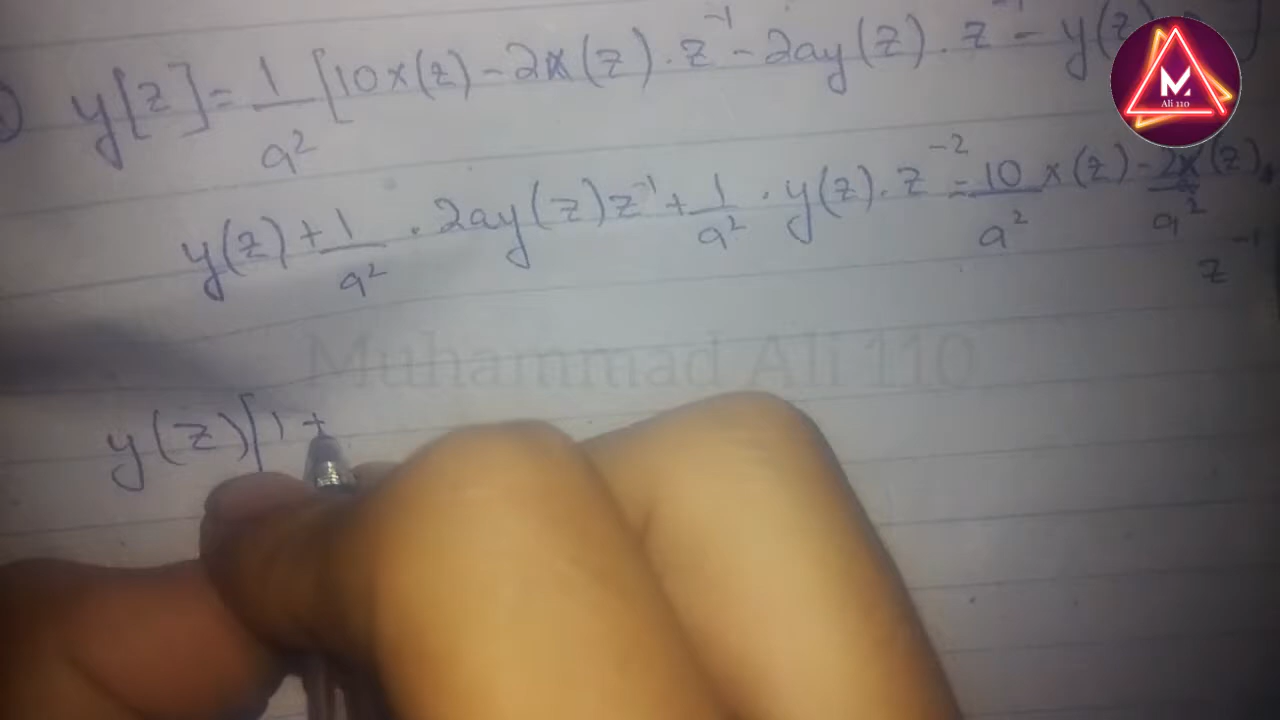 y[z] = 1/a² [10x(z) - 2x(z) . z⁻¹ - 2ay(z) . z⁻¹ - y(z)
M
Ali 110
y(z) + 1/a² . 2ay(z)z⁻¹ + 1/a² . y(z) . z⁻² = 10/a² x(z) - 2x/a² (z).
z⁻¹
Muhammad Ali 110
y(z)[1 +